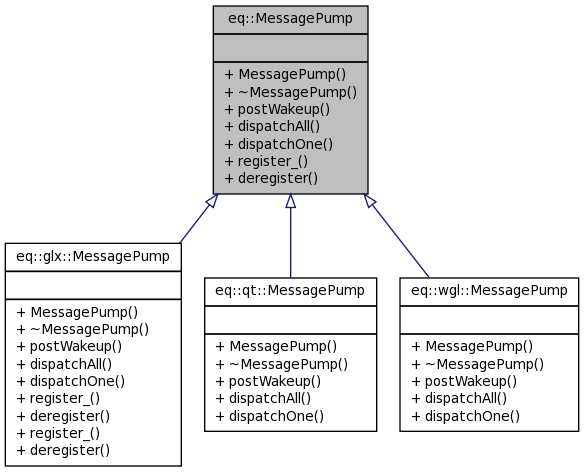 eq::MessagePump
+ MessagePump()
+ ~MessagePump()
+ postWakeup()
+ dispatchAll()
+ dispatchOne()
+ register_()
+ deregister()
eq::glx::MessagePump
+ MessagePump()
+ ~MessagePump()
+ postWakeup()
+ dispatchAll()
+ dispatchOne()
+ register_()
+ deregister()
+ register_()
+ deregister()
eq::qt::MessagePump
+ MessagePump()
+ ~MessagePump()
+ postWakeup()
+ dispatchAll()
+ dispatchOne()
eq::wgl::MessagePump
+ MessagePump()
+ ~MessagePump()
+ postWakeup()
+ dispatchAll()
+ dispatchOne()